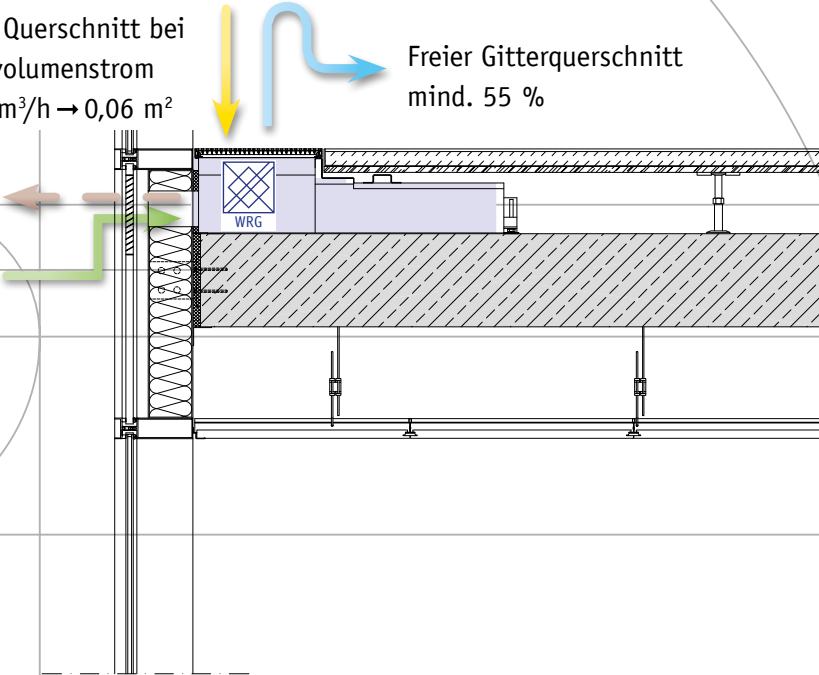 Querschnitt bei
volumenstrom
m³/h → 0,06 m²
Freier Gitterquerschnitt
mind. 55 %
WRG